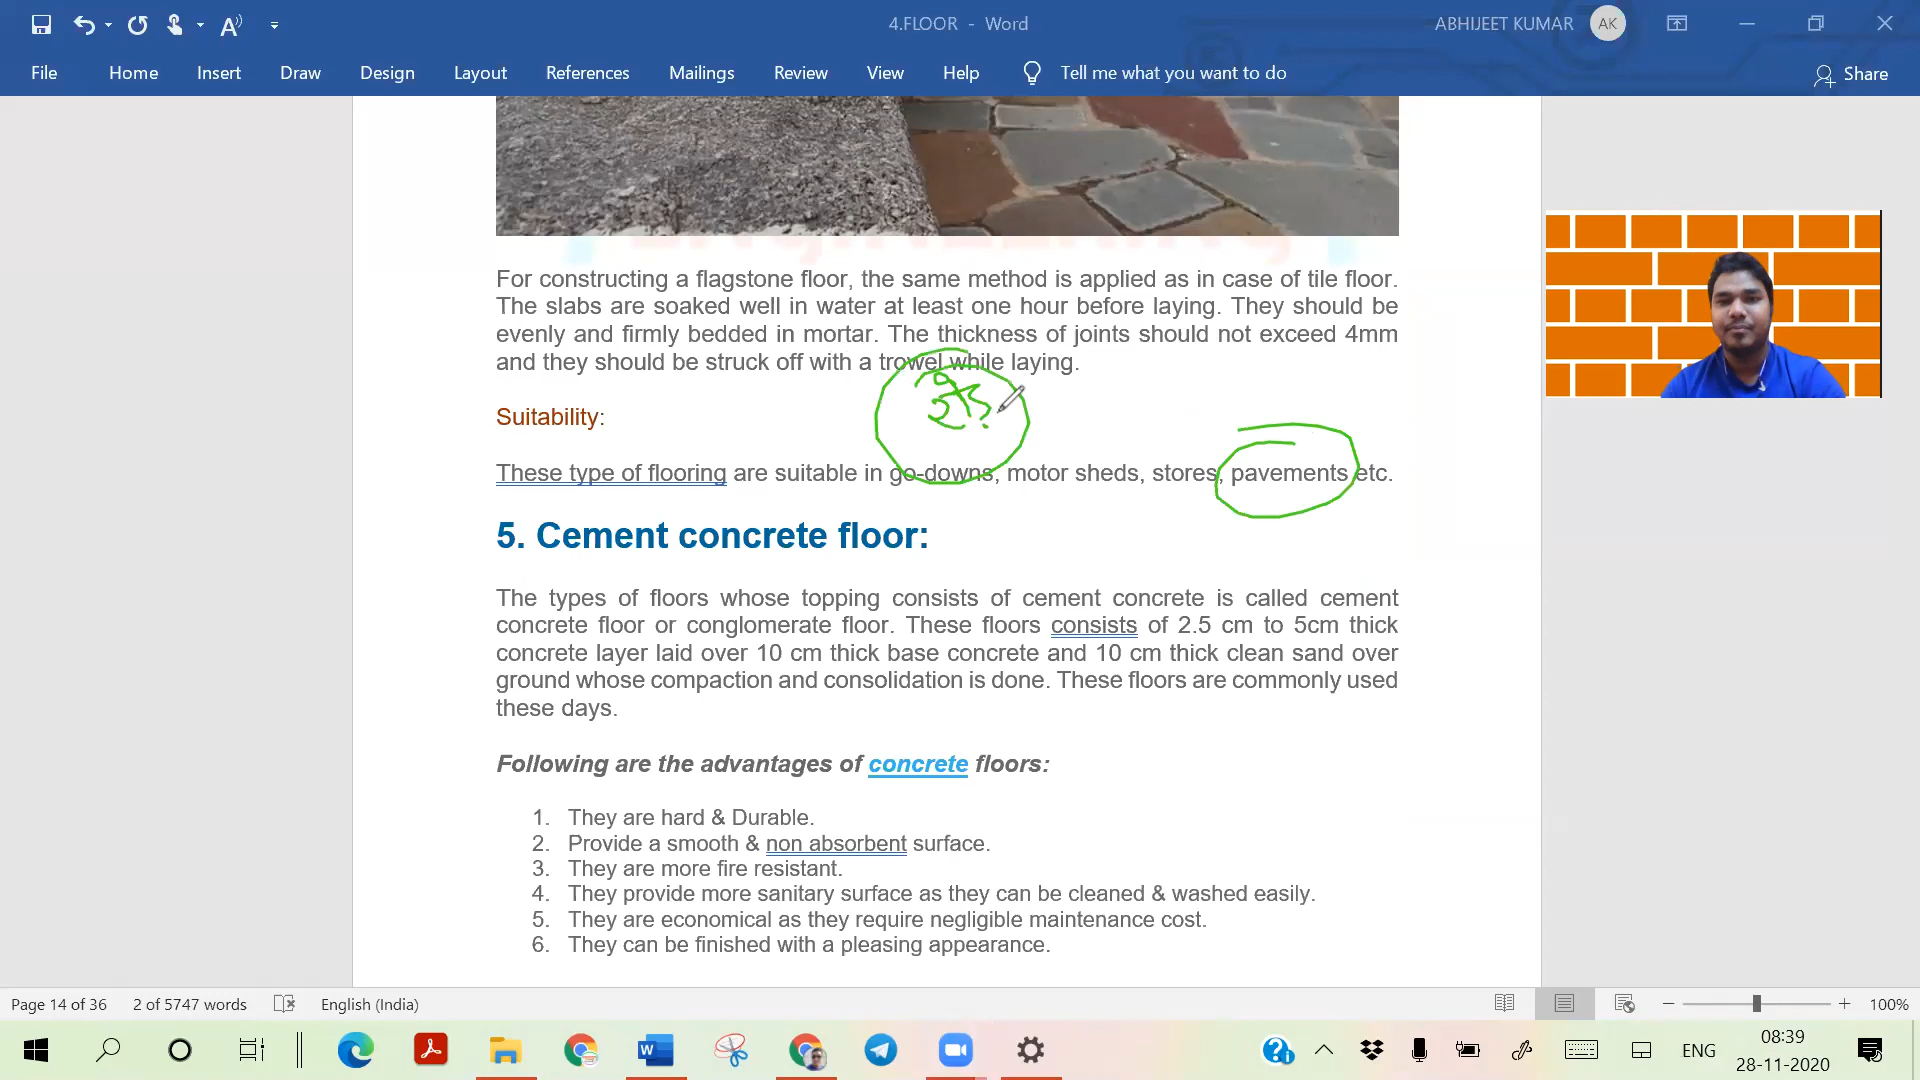 4.FLOOR - Word
ABHIJEET KUMAR
AK
File
Home
Insert
Draw
Design
Layout
References
Mailings
Review
View
Help
Tell me what you want to do
Share
For constructing a flagstone floor, the same method is applied as in case of tile floor.
The slabs are soaked well in water at least one hour before laying. They should be
evenly and firmly bedded in mortar. The thickness of joints should not exceed 4mm
and they should be struck off with a trowel while laying.
Suitability:
These type of flooring are suitable in go-downs, motor sheds, stores, pavements etc.
5. Cement concrete floor:
The types of floors whose topping consists of cement concrete is called cement
concrete floor or conglomerate floor. These floors consists of 2.5 cm to 5cm thick
concrete layer laid over 10 cm thick base concrete and 10 cm thick clean sand over
ground whose compaction and consolidation is done. These floors are commonly used
these days.
Following are the advantages of concrete floors:
1. They are hard & Durable.
2. Provide a smooth & non absorbent surface.
3. They are more fire resistant.
4. They provide more sanitary surface as they can be cleaned & washed easily.
5. They are economical as they require negligible maintenance cost.
6. They can be finished with a pleasing appearance.
Page 14 of 36
2 of 5747 words
English (India)
100%
ENG
08:39
28-11-2020